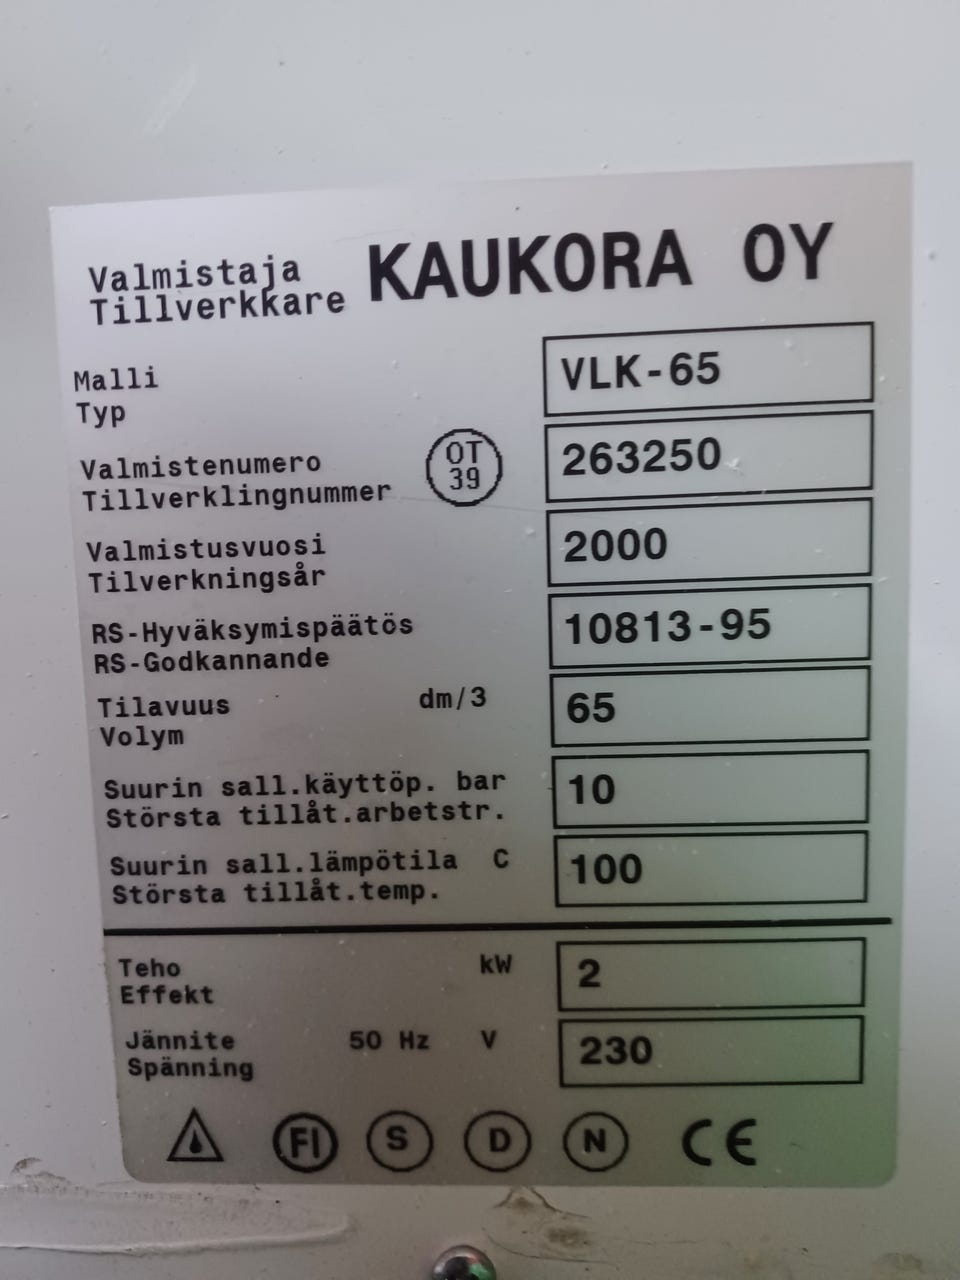 Valmistaja KAUKORA OY
Tillverkkare
Malli VLK-65
Typ
Valmistenumero OT 39 263250
Tillverklingnummer
Valmistusvuosi 2000
Tilverkningsår
RS-Hyväksymispäätös 10813-95
RS-Godkannande
Tilavuus dm/3 65
Volym
Suurin sall.käyttöp. bar 10
Största tillåt.arbetstr.
Suurin sall.lämpötila C 100
Största tillåt.temp.
Teho kW 2
Effekt
Jännite 50 Hz V 230
Spänning
FI S D N CE